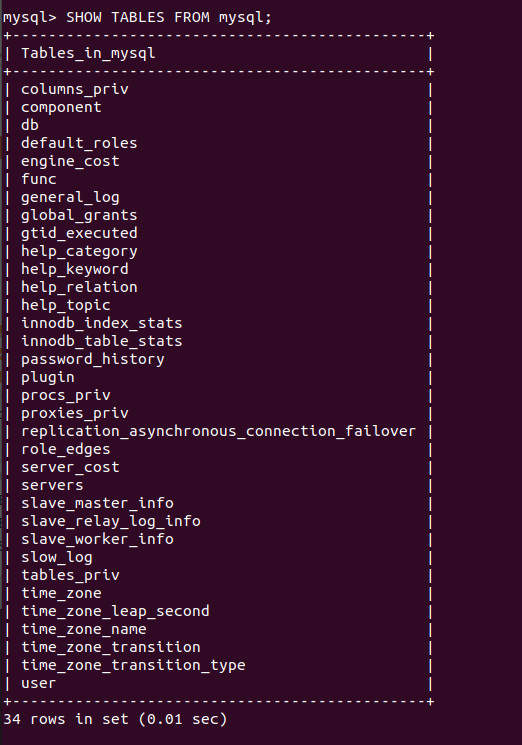 mysql> SHOW TABLES FROM mysql;
+----------------------------------------------+
| Tables_in_mysql                              |
+----------------------------------------------+
| columns_priv                                 |
| component                                    |
| db                                           |
| default_roles                                |
| engine_cost                                  |
| func                                         |
| general_log                                  |
| global_grants                                |
| gtid_executed                                |
| help_category                                |
| help_keyword                                 |
| help_relation                                |
| help_topic                                   |
| innodb_index_stats                           |
| innodb_table_stats                           |
| password_history                             |
| plugin                                       |
| procs_priv                                   |
| proxies_priv                                 |
| replication_asynchronous_connection_failover |
| role_edges                                   |
| server_cost                                  |
| servers                                      |
| slave_master_info                            |
| slave_relay_log_info                         |
| slave_worker_info                            |
| slow_log                                     |
| tables_priv                                  |
| time_zone                                    |
| time_zone_leap_second                        |
| time_zone_name                               |
| time_zone_transition                         |
| time_zone_transition_type                    |
| user                                         |
+----------------------------------------------+
34 rows in set (0.01 sec)